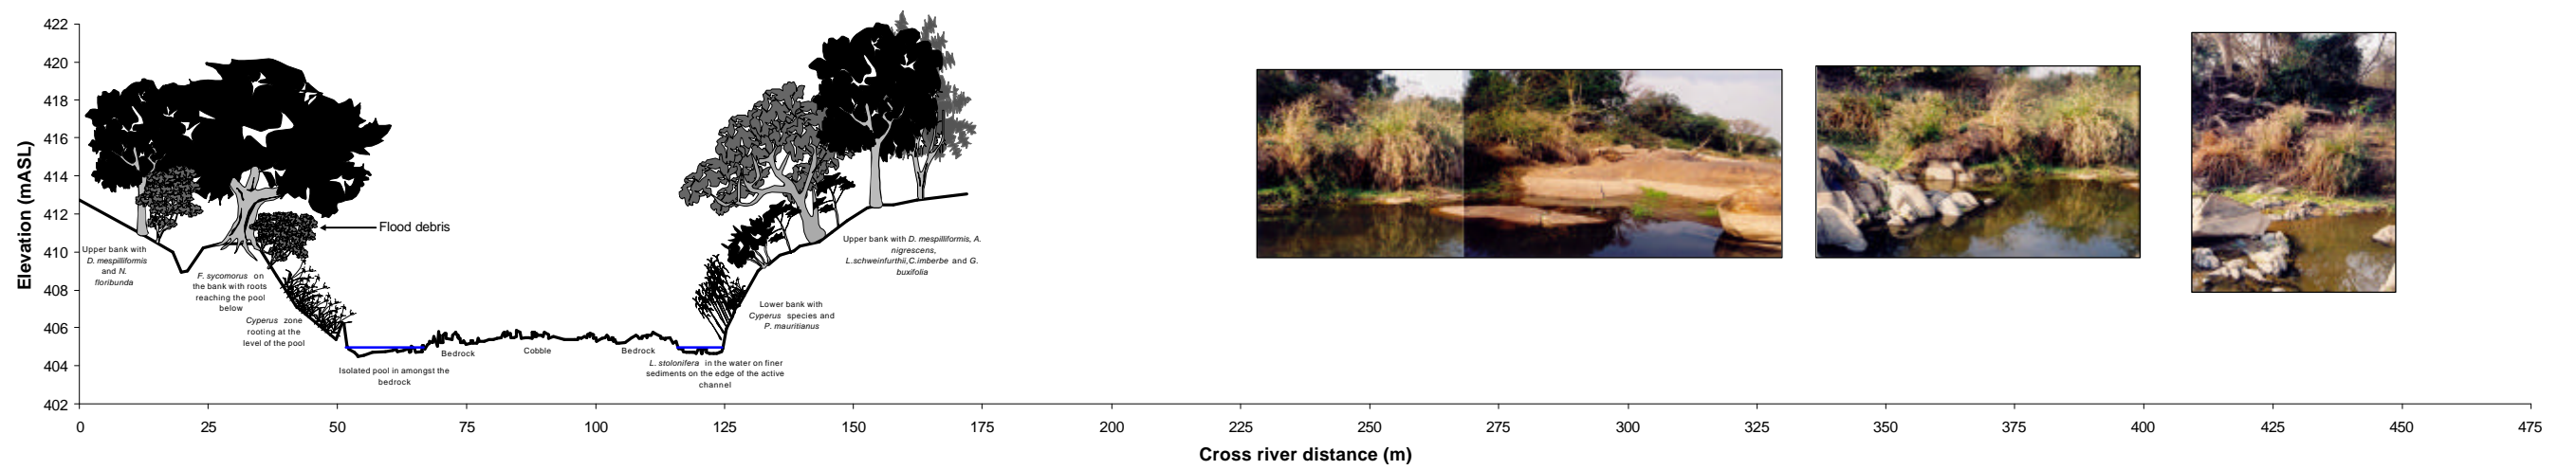 422
420
418
416
414
412
410
408
406
404
402
Elevation (mASL)
Flood debris
Upper bank with
D. mespiliformis
and N.
floribunda
F. sycomorus on
the bank with roots
reaching the pool
below
Cyperus zone
rooting at the
level of the pool
Isolated pool in amongst the
bedrock
Bedrock
Cobble
Bedrock
L. stolonifera in the water on finer
sediments on the edge of the active
channel
Lower bank with
Cyperus species and
P. mauritianus
Upper bank with D. mespilliformis, A.
nigrescens,
L.schweinfurthii,C.imberbe and G.
buxifolia
0 25 50 75 100 125 150 175 200 225 250 275 300 325 350 375 400 425 450 475
Cross river distance (m)